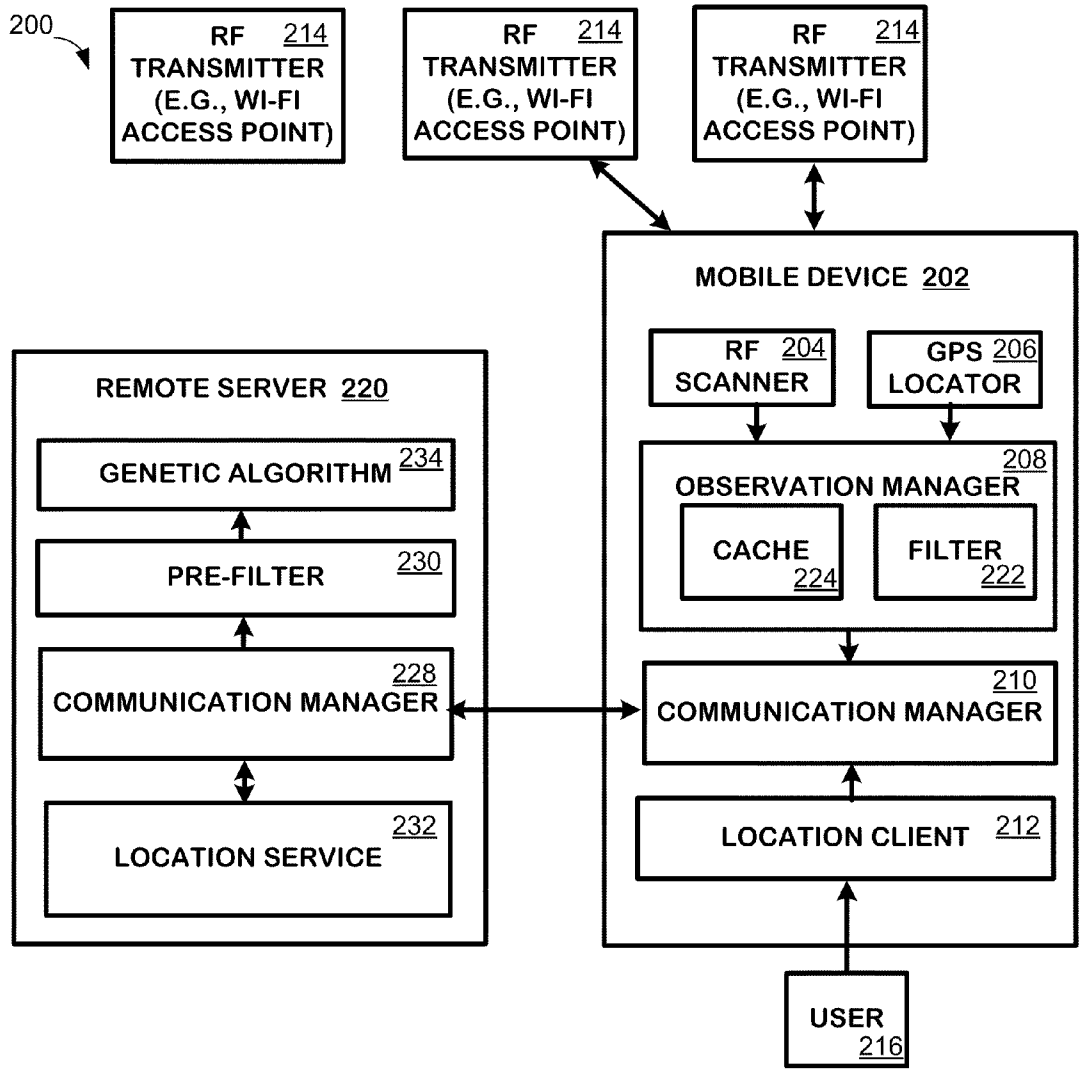 200
RF 214
TRANSMITTER
(E.G., WI-FI
ACCESS POINT)
RF 214
TRANSMITTER
(E.G., WI-FI
ACCESS POINT)
RF 214
TRANSMITTER
(E.G., WI-FI
ACCESS POINT)
MOBILE DEVICE 202
RF 204
SCANNER
GPS 206
LOCATOR
208
OBSERVATION MANAGER
CACHE
224
FILTER
222
210
COMMUNICATION MANAGER
LOCATION CLIENT 212
USER
216
REMOTE SERVER 220
GENETIC ALGORITHM 234
PRE-FILTER 230
228
COMMUNICATION MANAGER
232
LOCATION SERVICE